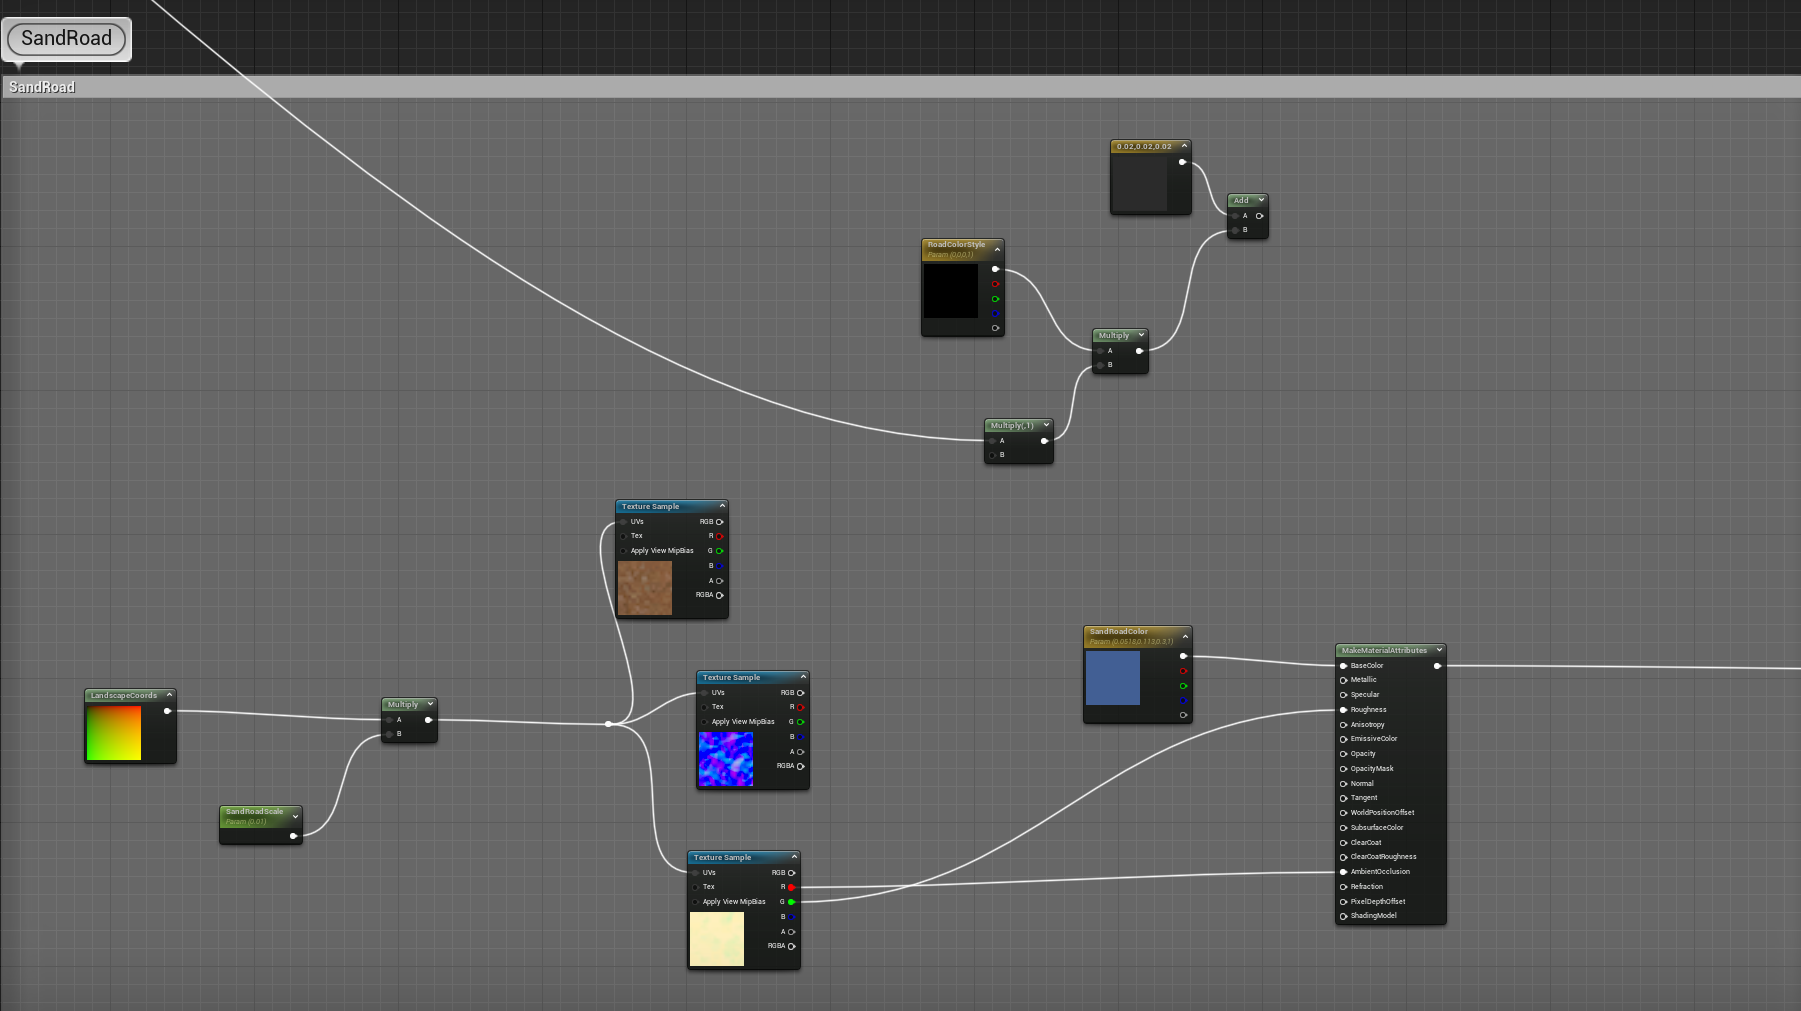 SandRoad
SandRoad
0.02,0.02,0.02
Add
A
B
RoadColorStyle
Param (0,0,0,1)
Multiply
A
B
Multiply(,1)
A
B
Texture Sample
UVs RGB
Tex R
Apply View MipBias G
B
A
RGBA
SandRoadColor
Param (0.0518,0.113,0.3,1)
MakeMaterialAttributes
BaseColor
Metallic
Specular
Roughness
Anisotropy
EmissiveColor
Opacity
OpacityMask
Normal
Tangent
WorldPositionOffset
SubsurfaceColor
ClearCoat
ClearCoatRoughness
AmbientOcclusion
Refraction
PixelDepthOffset
ShadingModel
Texture Sample
UVs RGB
Tex R
Apply View MipBias G
B
A
RGBA
LandscapeCoords
Multiply
A
B
SandRoadScale
Param (0.01)
Texture Sample
UVs RGB
Tex R
Apply View MipBias G
B
A
RGBA